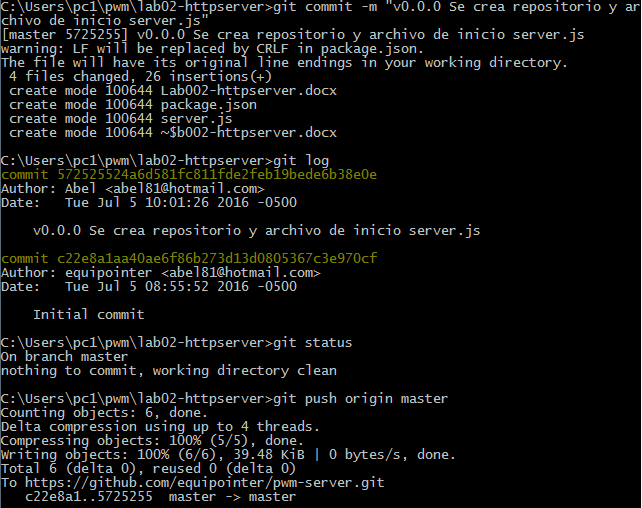 C:\Users\pc1\pwm\lab02-httpserver>git commit -m "v0.0.0 Se crea repositorio y ar
chivo de inicio server.js"
[master 5725255] v0.0.0 Se crea repositorio y archivo de inicio server.js
warning: LF will be replaced by CRLF in package.json.
The file will have its original line endings in your working directory.
 4 files changed, 26 insertions(+)
 create mode 100644 Lab002-httpserver.docx
 create mode 100644 package.json
 create mode 100644 server.js
 create mode 100644 ~$b002-httpserver.docx
C:\Users\pc1\pwm\lab02-httpserver>git log
commit 572525524a6d581fc811fde2feb19bede6b38e0e
Author: Abel <abel81@hotmail.com>
Date:   Tue Jul 5 10:01:26 2016 -0500
    v0.0.0 Se crea repositorio y archivo de inicio server.js
commit c22e8a1aa40ae6f86b273d13d0805367c3e970cf
Author: equipointer <abel81@hotmail.com>
Date:   Tue Jul 5 08:55:52 2016 -0500
    Initial commit
C:\Users\pc1\pwm\lab02-httpserver>git status
On branch master
nothing to commit, working directory clean
C:\Users\pc1\pwm\lab02-httpserver>git push origin master
Counting objects: 6, done.
Delta compression using up to 4 threads.
Compressing objects: 100% (5/5), done.
Writing objects: 100% (6/6), 39.48 KiB | 0 bytes/s, done.
Total 6 (delta 0), reused 0 (delta 0)
To https://github.com/equipointer/pwm-server.git
   c22e8a1..5725255  master -> master